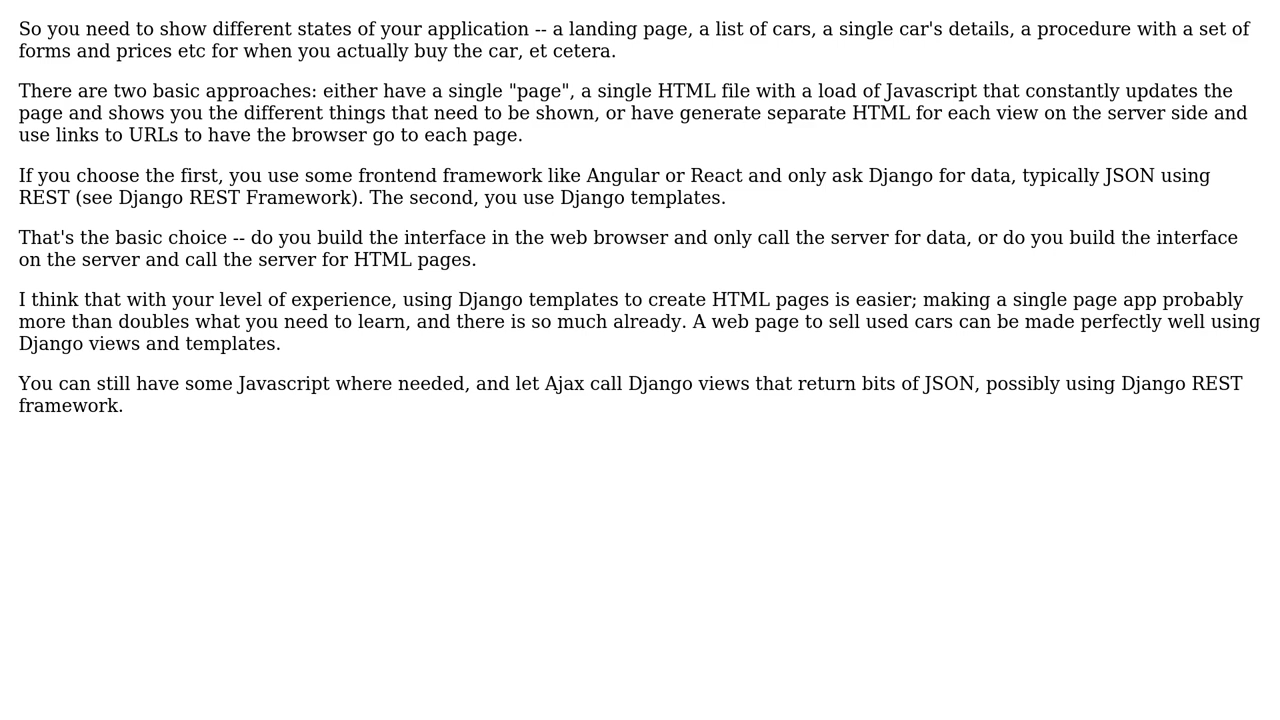 So you need to show different states of your application -- a landing page, a list of cars, a single car's details, a procedure with a set of
forms and prices etc for when you actually buy the car, et cetera.
There are two basic approaches: either have a single "page", a single HTML file with a load of Javascript that constantly updates the
page and shows you the different things that need to be shown, or have generate separate HTML for each view on the server side and
use links to URLs to have the browser go to each page.
If you choose the first, you use some frontend framework like Angular or React and only ask Django for data, typically JSON using
REST (see Django REST Framework). The second, you use Django templates.
That's the basic choice -- do you build the interface in the web browser and only call the server for data, or do you build the interface
on the server and call the server for HTML pages.
I think that with your level of experience, using Django templates to create HTML pages is easier; making a single page app probably
more than doubles what you need to learn, and there is so much already. A web page to sell used cars can be made perfectly well using
Django views and templates.
You can still have some Javascript where needed, and let Ajax call Django views that return bits of JSON, possibly using Django REST
framework.